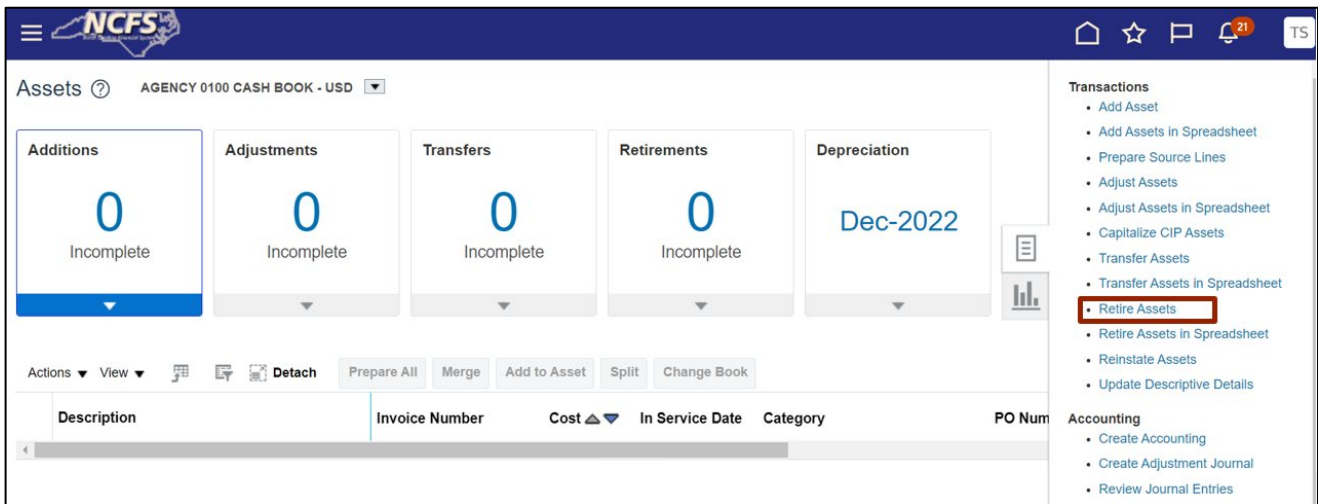 NCFS
21
TS
Assets
AGENCY 0100 CASH BOOK - USD
Additions
0
Incomplete
Adjustments
0
Incomplete
Transfers
0
Incomplete
Retirements
0
Incomplete
Depreciation
Dec-2022
Actions
View
Detach
Prepare All
Merge
Add to Asset
Split
Change Book
Description
Invoice Number
Cost
In Service Date
Category
PO Num
Transactions
Add Asset
Add Assets in Spreadsheet
Prepare Source Lines
Adjust Assets
Adjust Assets in Spreadsheet
Capitalize CIP Assets
Transfer Assets
Transfer Assets in Spreadsheet
Retire Assets
Retire Assets in Spreadsheet
Reinstate Assets
Update Descriptive Details
Accounting
Create Accounting
Create Adjustment Journal
Review Journal Entries